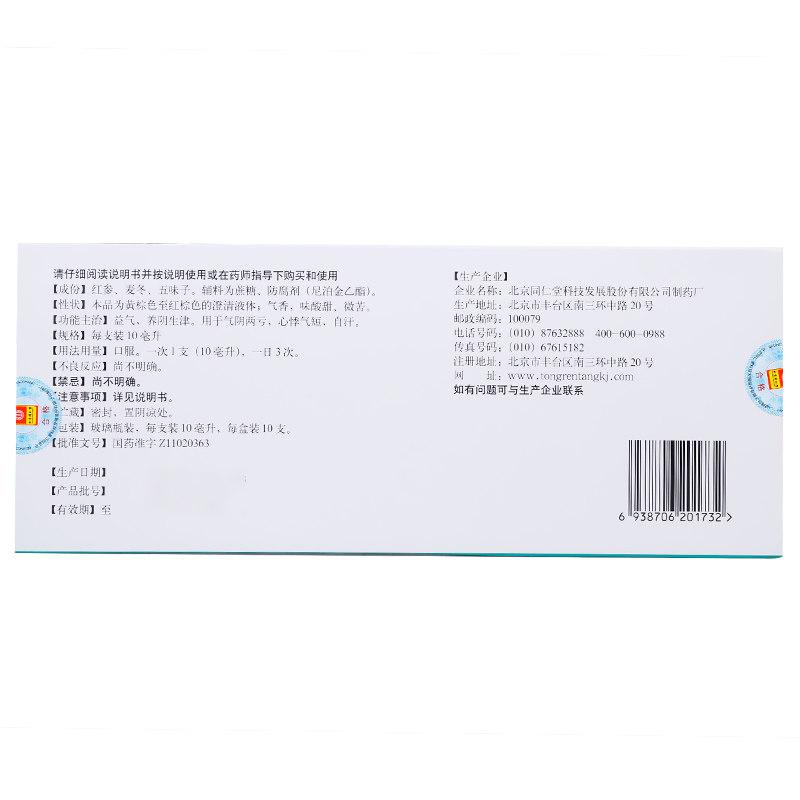 请仔细阅读说明书并按说明使用或在药师指导下购买和使用
【成份】红参、麦冬、五味子。辅料为蔗糖、防腐剂(尼泊金乙酯)。
【性状】本品为黄棕色至红棕色的澄清液体；气香，味酸甜、微苦。
【功能主治】益气，养阴生津。用于气阴两亏，心悸气短，自汗。
【规格】每支装10毫升
【用法用量】口服。一次1支(10毫升)，一日3次。
【不良反应】尚不明确。
【禁忌】尚不明确。
【注意事项】详见说明书。
贮藏】密封，置阴凉处。
包装】玻璃瓶装，每支装10毫升，每盒装10支。
【批准文号】国药准字Z11020363
【生产日期】
【产品批号】
【有效期】至
【生产企业】
企业名称：北京同仁堂科技发展股份有限公司制药厂
生产地址：北京市丰台区南三环中路20号
邮政编码：100079
电话号码：(010) 87632888 400-600-0988
传真号码：(010) 67615182
注册地址：北京市丰台区南三环中路20号
网 址：www.tongrentangkj.com
如有问题可与生产企业联系
6 938706 201732>
合格
合格